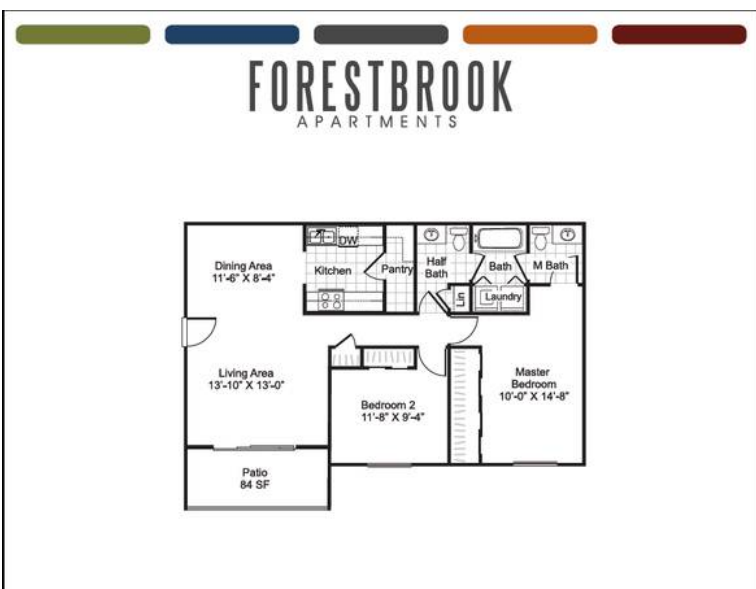 FORESTBROOK
APARTMENTS
DW
Dining Area
11'-6" X 8'-4"
Kitchen
Pantry
Half
Bath
Bath
M Bath
Lin
Laundry
Living Area
13'-10" X 13'-0"
Master
Bedroom
10'-0" X 14'-8"
Bedroom 2
11'-8" X 9'-4"
Patio
84 SF